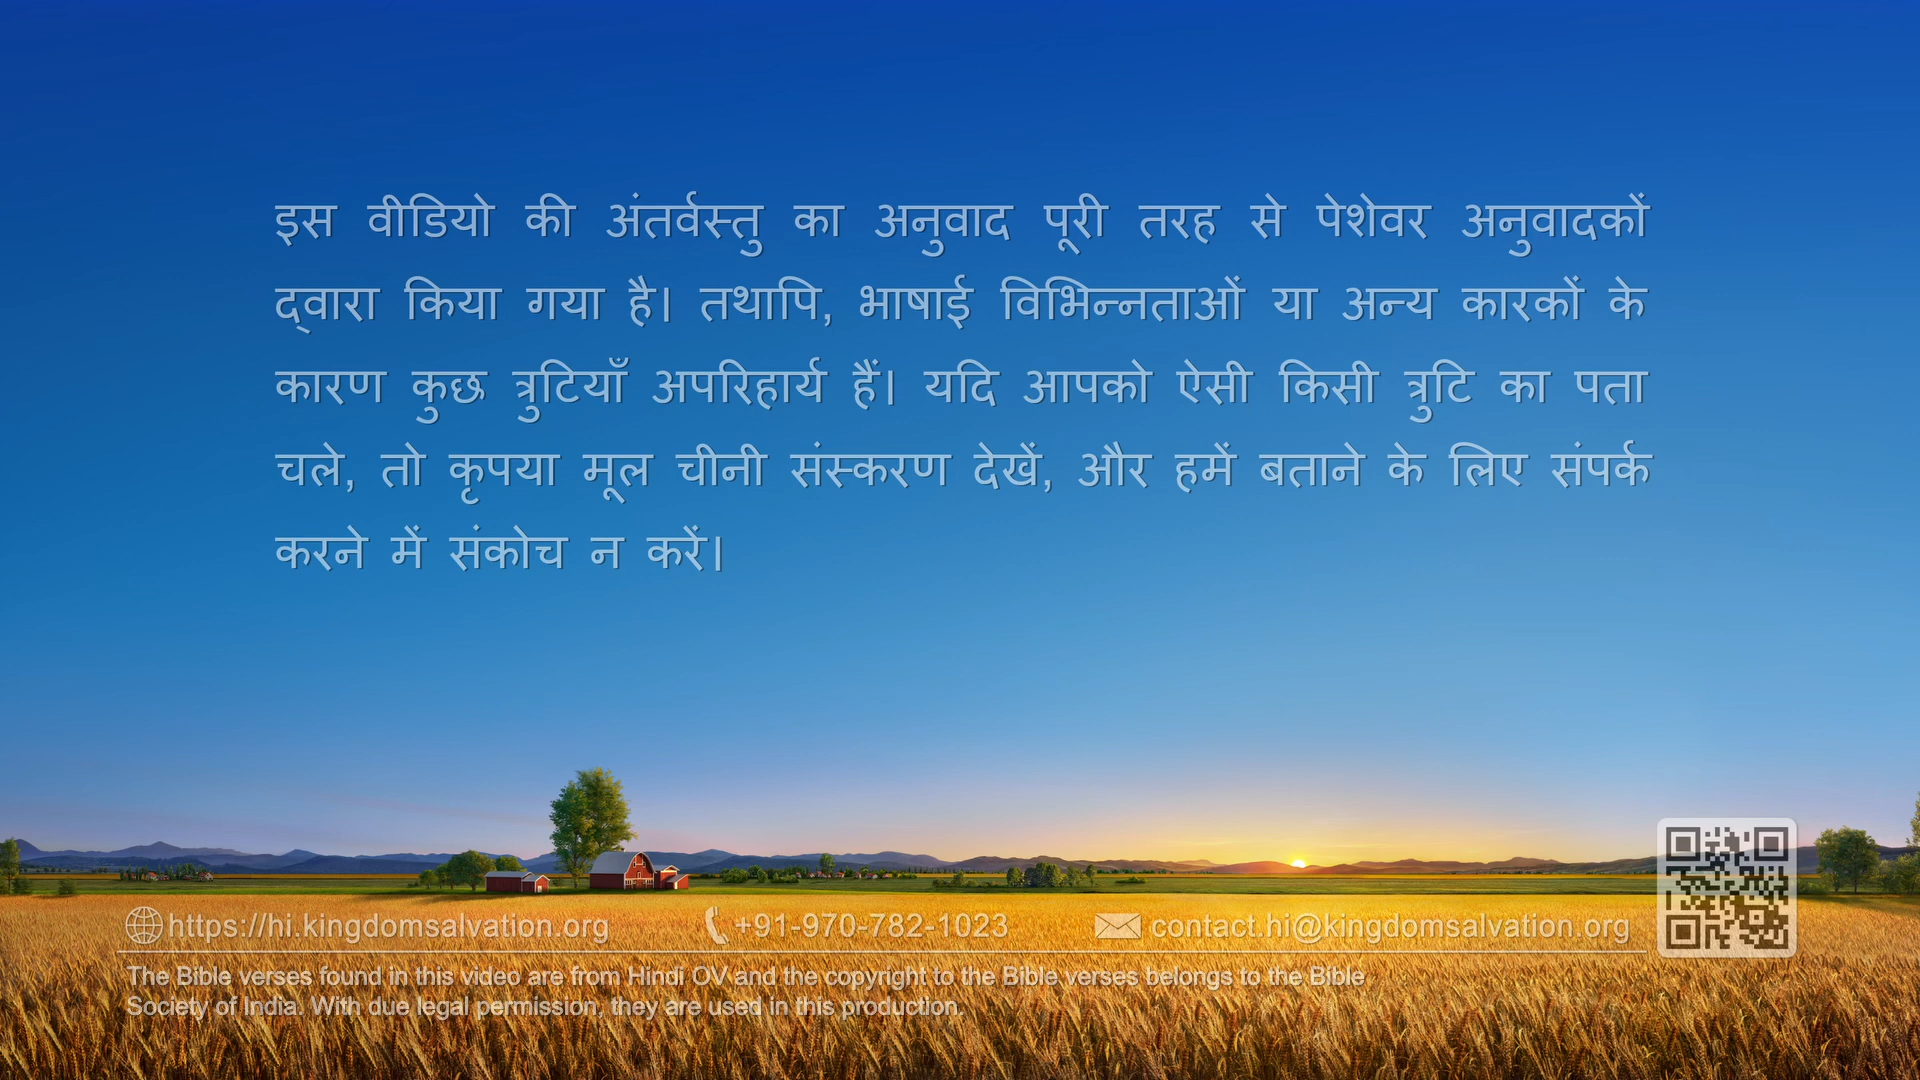 इस वीडियो की अंतर्वस्तु का अनुवाद पूरी तरह से पेशेवर अनुवादकों
द्वारा किया गया है। तथापि, भाषाई विभिन्नताओं या अन्य कारकों के
कारण कुछ त्रुटियाँ अपरिहार्य हैं। यदि आपको ऐसी किसी त्रुटि का पता
चले, तो कृपया मूल चीनी संस्करण देखें, और हमें बताने के लिए संपर्क
करने में संकोच न करें।
https://hi.kingdomsalvation.org +91-970-782-1023 contact.hi@kingdomsalvation.org
The Bible verses found in this video are from Hindi OV and the copyright to the Bible verses belongs to the Bible
Society of India. With due legal permission, they are used in this production.